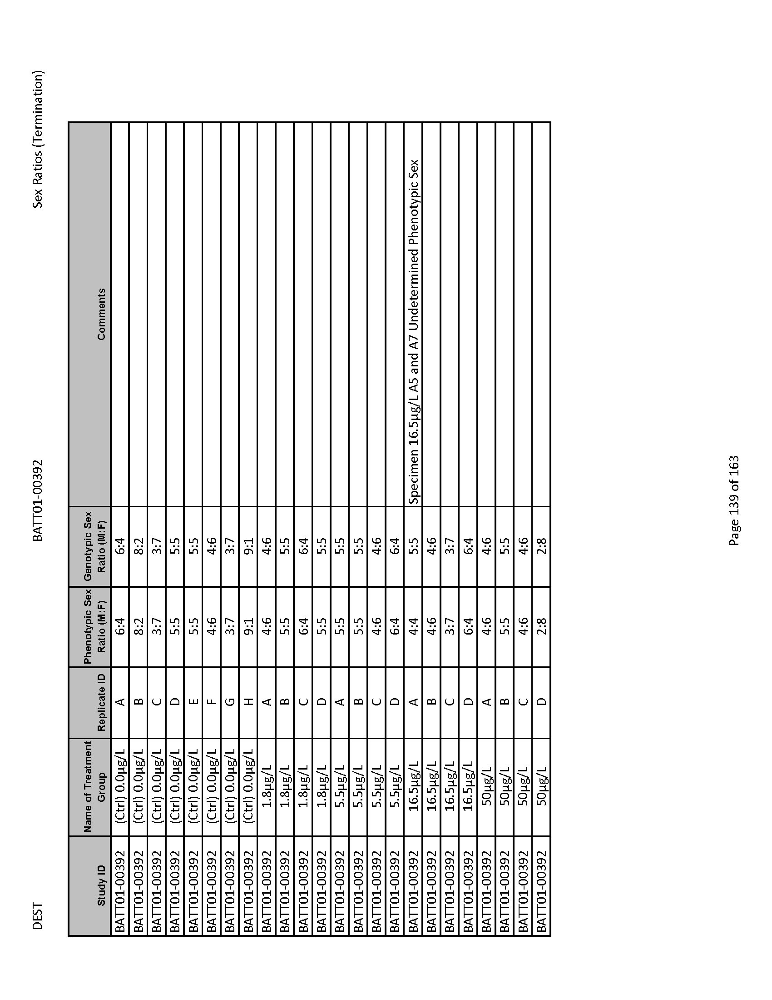 DEST BATT01-00392 Sex Ratios (Termination)
Study ID Name of Treatment Group Replicate ID Phenotypic Sex Ratio (M:F) Genotypic Sex Ratio (M:F) Comments
BATT01-00392 (Ctrl) 0.0µg/L A 6:4 6:4
BATT01-00392 (Ctrl) 0.0µg/L B 8:2 8:2
BATT01-00392 (Ctrl) 0.0µg/L C 3:7 3:7
BATT01-00392 (Ctrl) 0.0µg/L D 5:5 5:5
BATT01-00392 (Ctrl) 0.0µg/L E 5:5 5:5
BATT01-00392 (Ctrl) 0.0µg/L F 4:6 4:6
BATT01-00392 (Ctrl) 0.0µg/L G 3:7 3:7
BATT01-00392 (Ctrl) 0.0µg/L H 9:1 9:1
BATT01-00392 1.8µg/L A 4:6 4:6
BATT01-00392 1.8µg/L B 5:5 5:5
BATT01-00392 1.8µg/L C 6:4 6:4
BATT01-00392 1.8µg/L D 5:5 5:5
BATT01-00392 5.5µg/L A 5:5 5:5
BATT01-00392 5.5µg/L B 5:5 5:5
BATT01-00392 5.5µg/L C 4:6 4:6
BATT01-00392 5.5µg/L D 6:4 6:4
BATT01-00392 16.5µg/L A 4:4 5:5 Specimen 16.5µg/L A5 and A7 Undetermined Phenotypic Sex
BATT01-00392 16.5µg/L B 4:6 4:6
BATT01-00392 16.5µg/L C 3:7 3:7
BATT01-00392 16.5µg/L D 6:4 6:4
BATT01-00392 50µg/L A 4:6 4:6
BATT01-00392 50µg/L B 5:5 5:5
BATT01-00392 50µg/L C 4:6 4:6
BATT01-00392 50µg/L D 2:8 2:8
Page 139 of 163